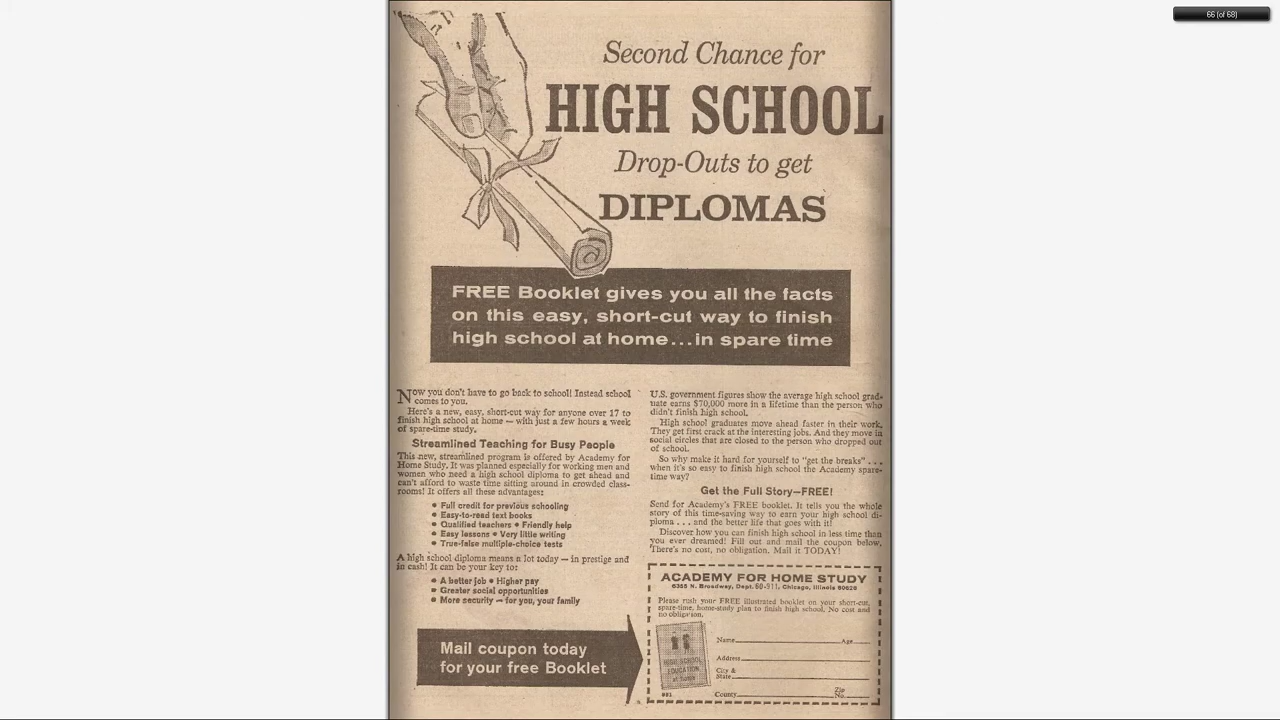 66 (of 68)
Second Chance for
HIGH SCHOOL
Drop-Outs to get
DIPLOMAS
FREE Booklet gives you all the facts
on this easy, short-cut way to finish
high school at home...in spare time
Now you don't have to go back to school! Instead school
comes to you.
Here's a new, easy, short-cut way for anyone over 17 to
finish high school at home — with just a few hours a week
of spare-time study.
Streamlined Teaching for Busy People
This new, streamlined program is offered by Academy for
Home Study. It was planned especially for working men and
women who need a high school diploma to get ahead and
can't afford to waste time sitting around in crowded class-
rooms! It offers all these advantages:
• Full credit for previous schooling
• Easy-to-read text books
• Qualified teachers • Friendly help
• Easy lessons • Very little writing
• True-false multiple-choice tests
A high school diploma means a lot today — in prestige and
in cash! It can be your key to:
• A better job • Higher pay
• Greater social opportunities
• More security — for you, your family
Mail coupon today
for your free Booklet
U.S. government figures show the average high school grad-
uate earns $70,000 more in a lifetime than the person who
didn't finish high school.
High school graduates move ahead faster in their work.
They get first crack at the interesting jobs. And they move in
social circles that are closed to the person who dropped out
of school.
So why make it hard for yourself to "get the breaks" . . .
when it's so easy to finish high school the Academy spare-
time way?
Get the Full Story—FREE!
Send for Academy's FREE booklet. It tells you the whole
story of this time-saving way to earn your high school di-
ploma . . . and the better life that goes with it!
Discover how you can finish high school in less time than
you ever dreamed! Fill out and mail the coupon below.
There's no cost, no obligation. Mail it TODAY!
ACADEMY FOR HOME STUDY
6355 N. Broadway, Dept. 60-911, Chicago, Illinois 60626
Please rush your FREE illustrated booklet on your short-cut,
spare-time, home-study plan to finish high school. No cost and
no obligation.
HIGH SCHOOL
EDUCATION
at home
Name Age
Address
City &
State
County Zip No.